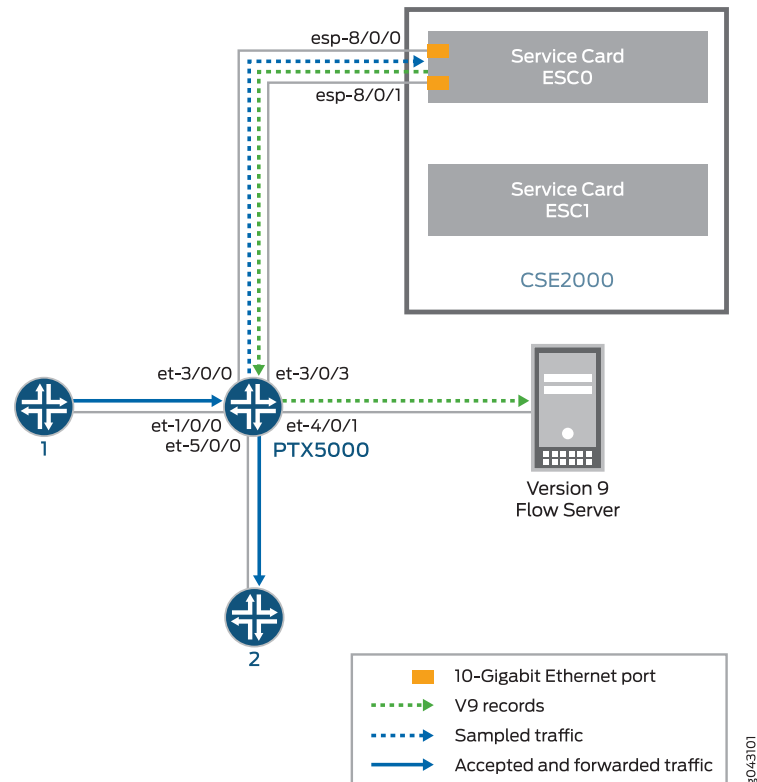 esp-8/0/0
esp-8/0/1
Service Card
ESC0
Service Card
ESC1
CSE2000
et-3/0/0
et-3/0/3
et-1/0/0
et-5/0/0
et-4/0/1
PTX5000
1
2
Version 9
Flow Server
10-Gigabit Ethernet port
V9 records
Sampled traffic
Accepted and forwarded traffic
g043101